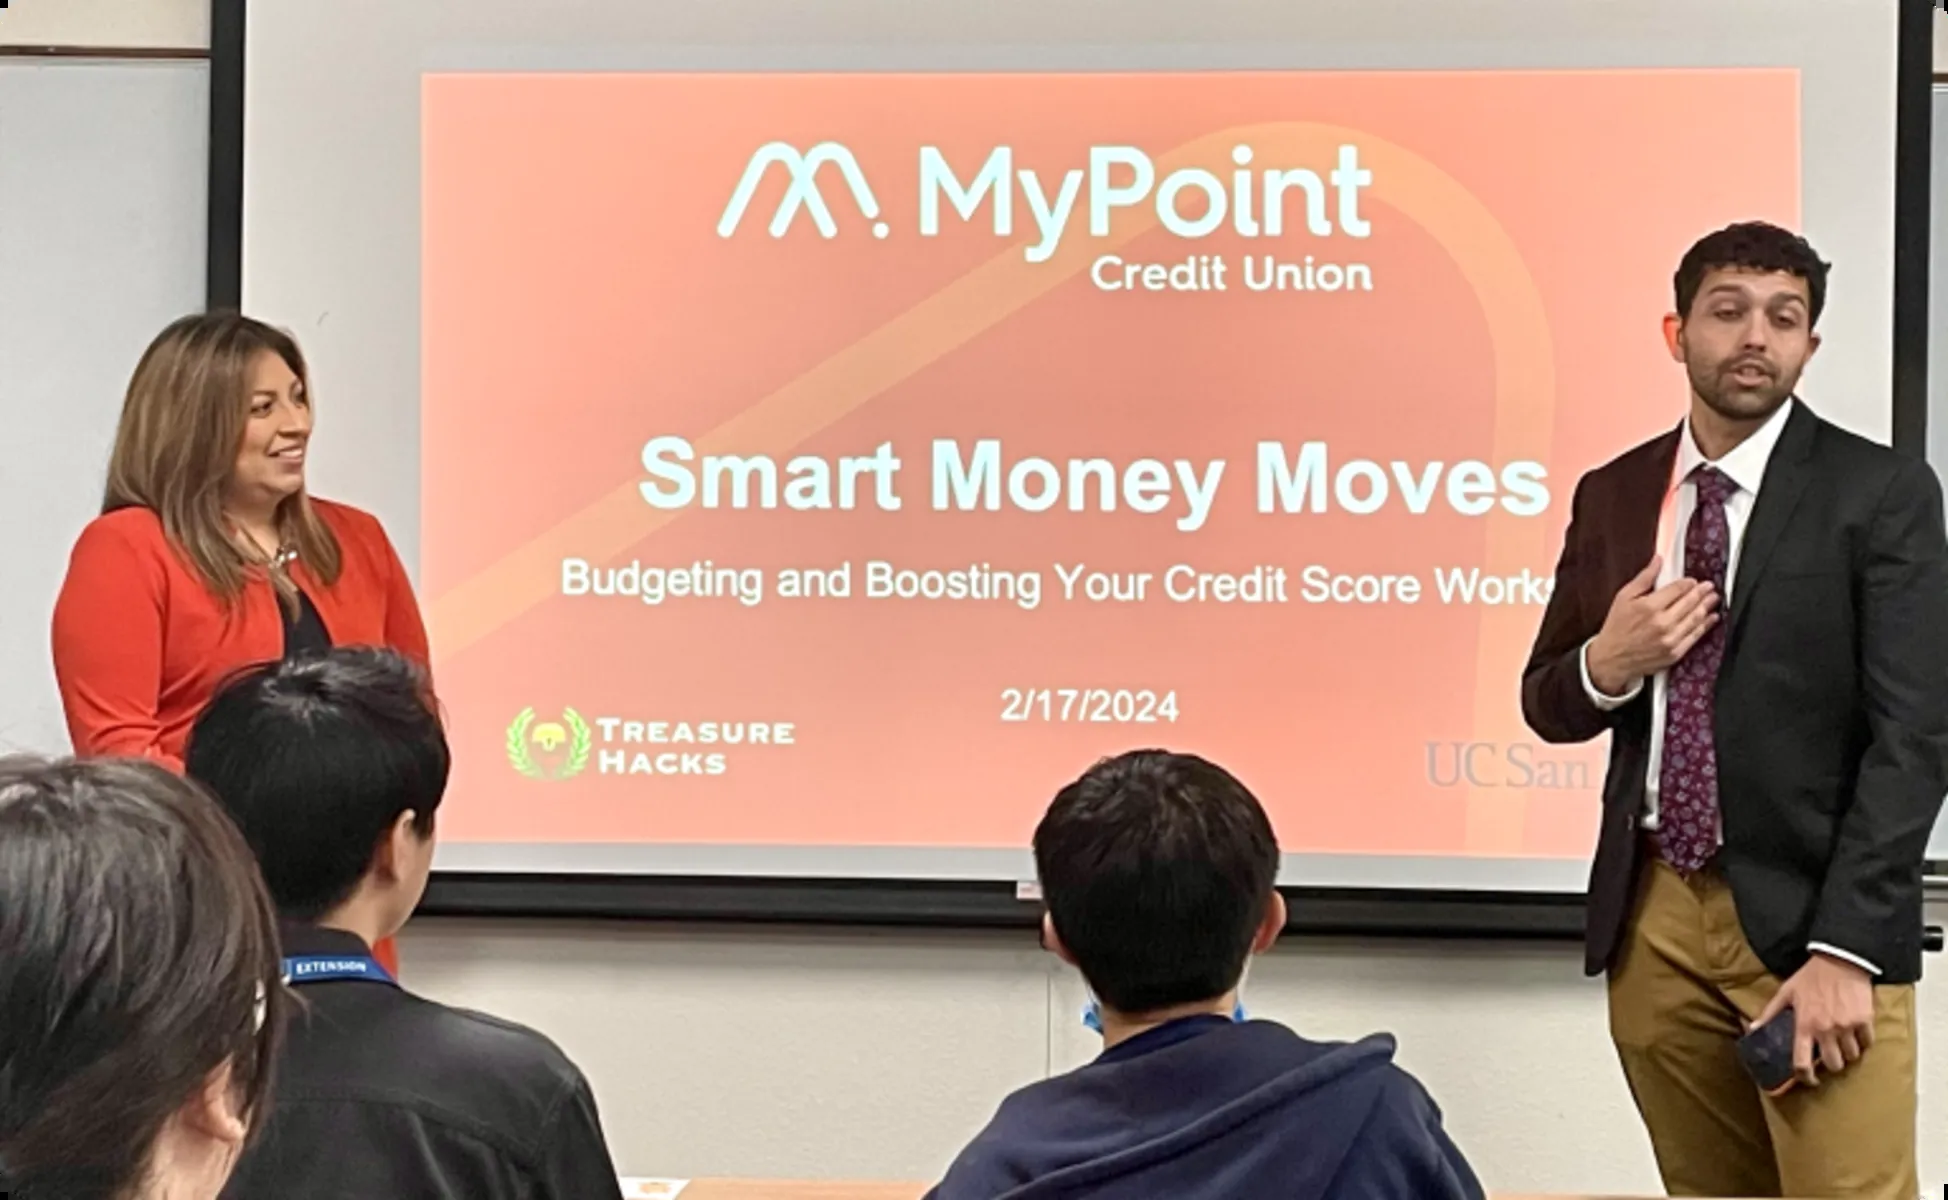 MyPoint
Credit Union
Smart Money Moves
Budgeting and Boosting Your Credit Score
2/17/2024
TREASURE
HACKS
UC San
EXTENSION